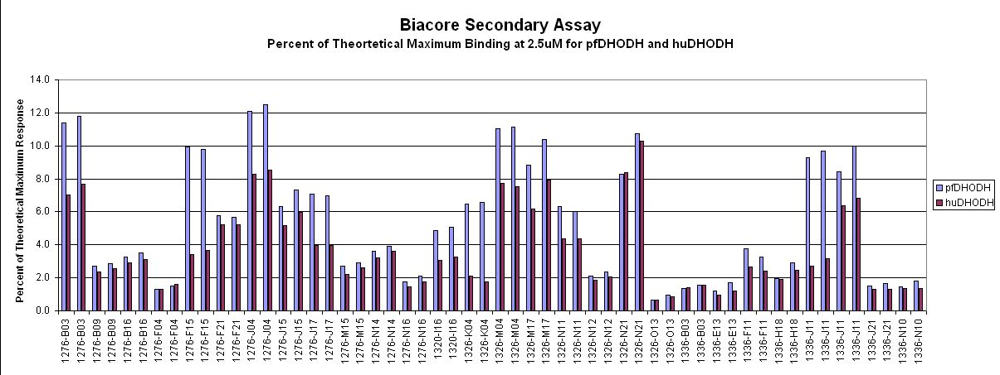 Biacore Secondary Assay
Percent of Theortetical Maximum Binding at 2.5uM for pfDHODH and huDHODH
Percent of Theoretical Maximum Response
14.0
12.0
10.0
8.0
6.0
4.0
2.0
0.0
1276-B03
1276-B03
1276-B09
1276-B09
1276-B16
1276-B16
1276-F04
1276-F04
1276-F15
1276-F15
1276-F21
1276-F21
1276-J04
1276-J04
1276-J15
1276-J15
1276-J17
1276-J17
1276-M15
1276-M15
1276-N14
1276-N14
1276-N16
1276-N16
1320-I16
1320-I16
1326-K04
1326-K04
1326-M04
1326-M04
1326-M17
1326-M17
1326-N11
1326-N11
1326-N12
1326-N12
1326-N21
1326-N21
1326-O13
1326-O13
1336-B03
1336-B03
1336-E13
1336-E13
1336-F11
1336-F11
1336-H18
1336-H18
1336-J11
1336-J11
1336-J11
1336-J11
1336-J21
1336-J21
1336-N10
1336-N10
pfDHODH
huDHODH